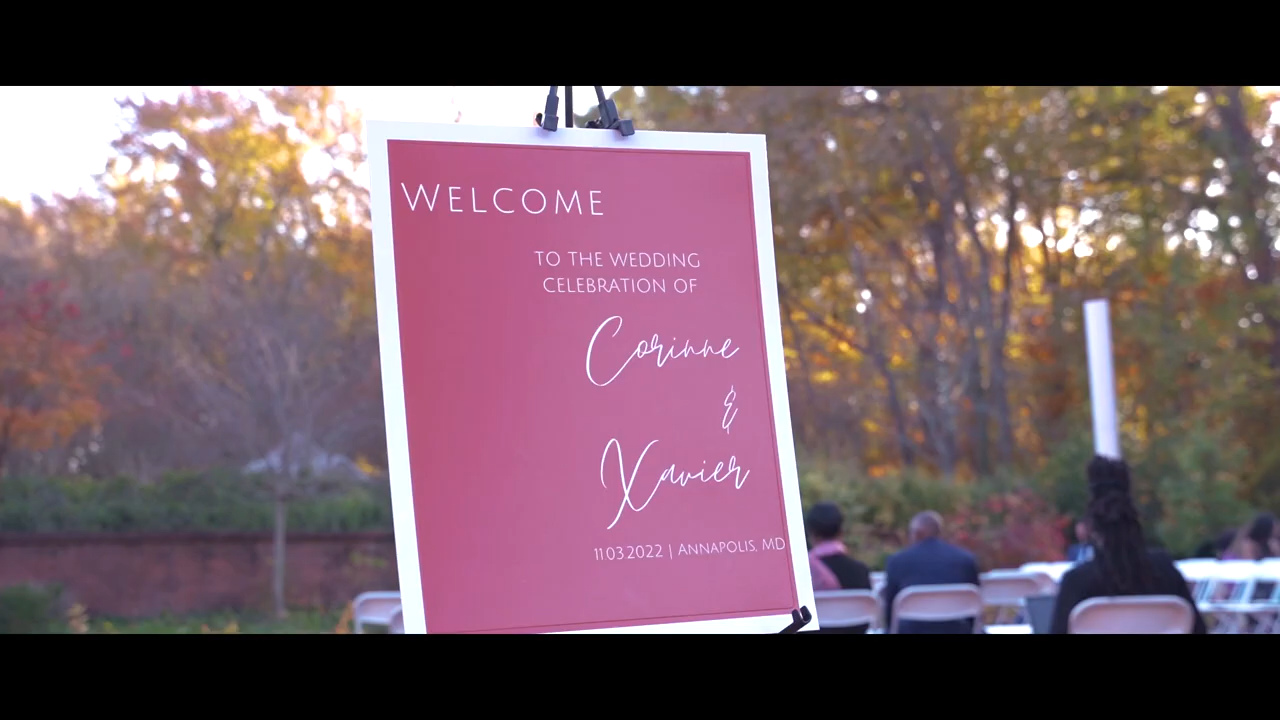 WELCOME
TO THE WEDDING
CELEBRATION OF
Corinne
&
Xavier
11.03.2022 | ANNAPOLIS, MD